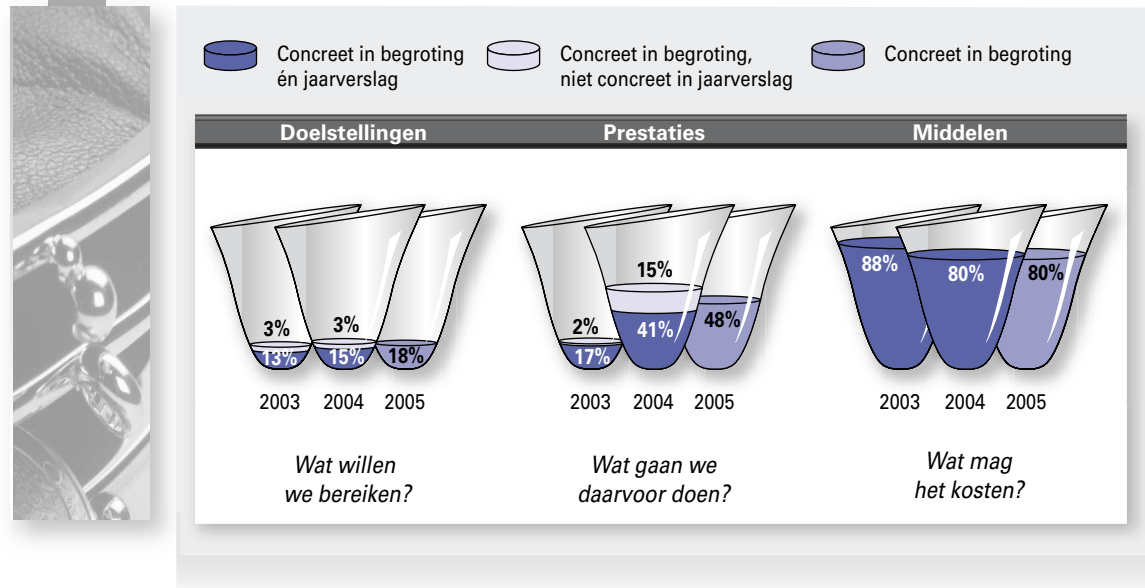 Concreet in begroting
én jaarverslag
Concreet in begroting,
niet concreet in jaarverslag
Concreet in begroting
Doelstellingen
3%
13%
3%
15%
18%
2003 2004 2005
Wat willen
we bereiken?
Prestaties
2%
17%
15%
41%
48%
2003 2004 2005
Wat gaan we
daarvoor doen?
Middelen
88%
80%
80%
2003 2004 2005
Wat mag
het kosten?